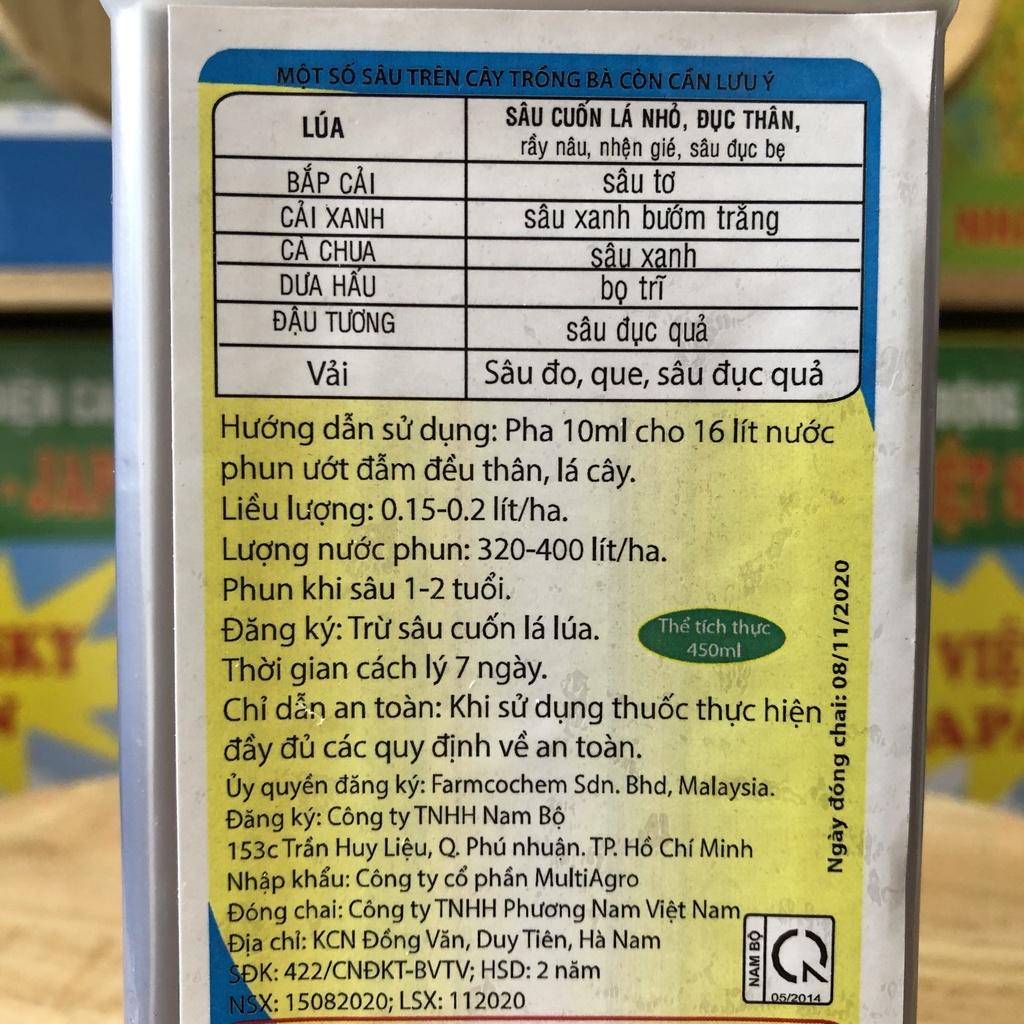 MỘT SỐ SÂU TRÊN CÂY TRỒNG BÀ CÒN CẦN LƯU Ý
LÚA
SÂU CUỐN LÁ NHỎ, ĐỤC THÂN,
rầy nâu, nhện gié, sâu đục bẹ
BẮP CẢI sâu tơ
CẢI XANH sâu xanh bướm trắng
CÀ CHUA sâu xanh
DƯA HẤU bọ trĩ
ĐẬU TƯƠNG sâu đục quả
Vải Sâu đo, que, sâu đục quả
Hướng dẫn sử dụng: Pha 10ml cho 16 lít nước
phun ướt đẫm đều thân, lá cây.
Liều lượng: 0.15-0.2 lít/ha.
Lượng nước phun: 320-400 lít/ha.
Phun khi sâu 1-2 tuổi.
Đăng ký: Trừ sâu cuốn lá lúa.
Thể tích thực
450ml
Thời gian cách lý 7 ngày.
Chỉ dẫn an toàn: Khi sử dụng thuốc thực hiện
đầy đủ các quy định về an toàn.
Ủy quyền đăng ký: Farmcochem Sdn. Bhd, Malaysia.
Đăng ký: Công ty TNHH Nam Bộ
153c Trần Huy Liệu, Q. Phú nhuận. TP. Hồ Chí Minh
Nhập khẩu: Công ty cổ phần MultiAgro
Đóng chai: Công ty TNHH Phương Nam Việt Nam
Địa chỉ: KCN Đồng Văn, Duy Tiên, Hà Nam
SĐK: 422/CNĐKT-BVTV; HSD: 2 năm
NSX: 15082020; LSX: 112020
Ngày đóng chai: 08/11/2020
NAM BỘ
05/2014